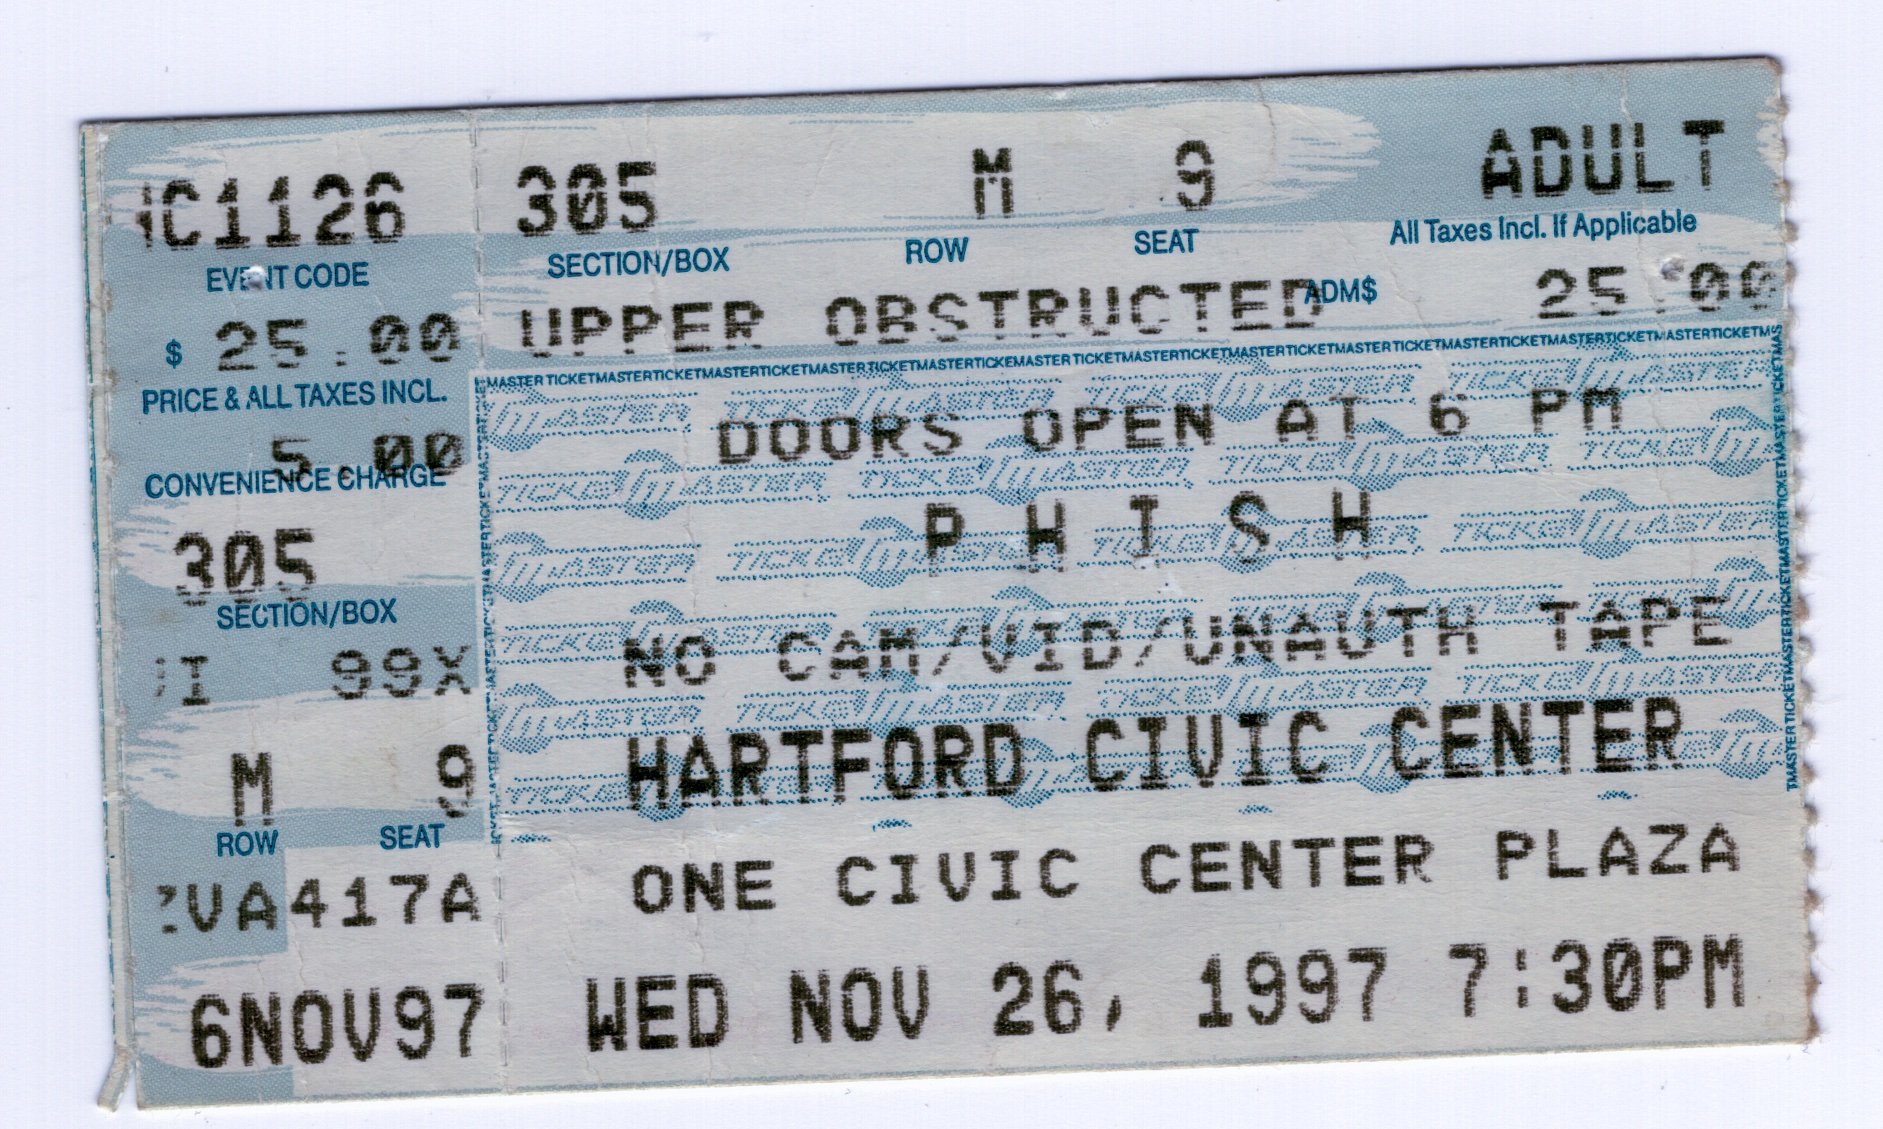 C1126
EVENT CODE
$ 25.00
PRICE & ALL TAXES INCL.
5.00
CONVENIENCE CHARGE
305
SECTION/BOX
I 99X
M 9
ROW SEAT
VA417A
6NOV97
305 M 9 ADULT
SECTION/BOX ROW SEAT All Taxes Incl. If Applicable
UPPER OBSTRUCTED ADM$ 25.00
DOORS OPEN AT 6 PM
P H I S H
NO CAM/VID/UNAUTH TAPE
HARTFORD CIVIC CENTER
ONE CIVIC CENTER PLAZA
WED NOV 26, 1997 7:30PM